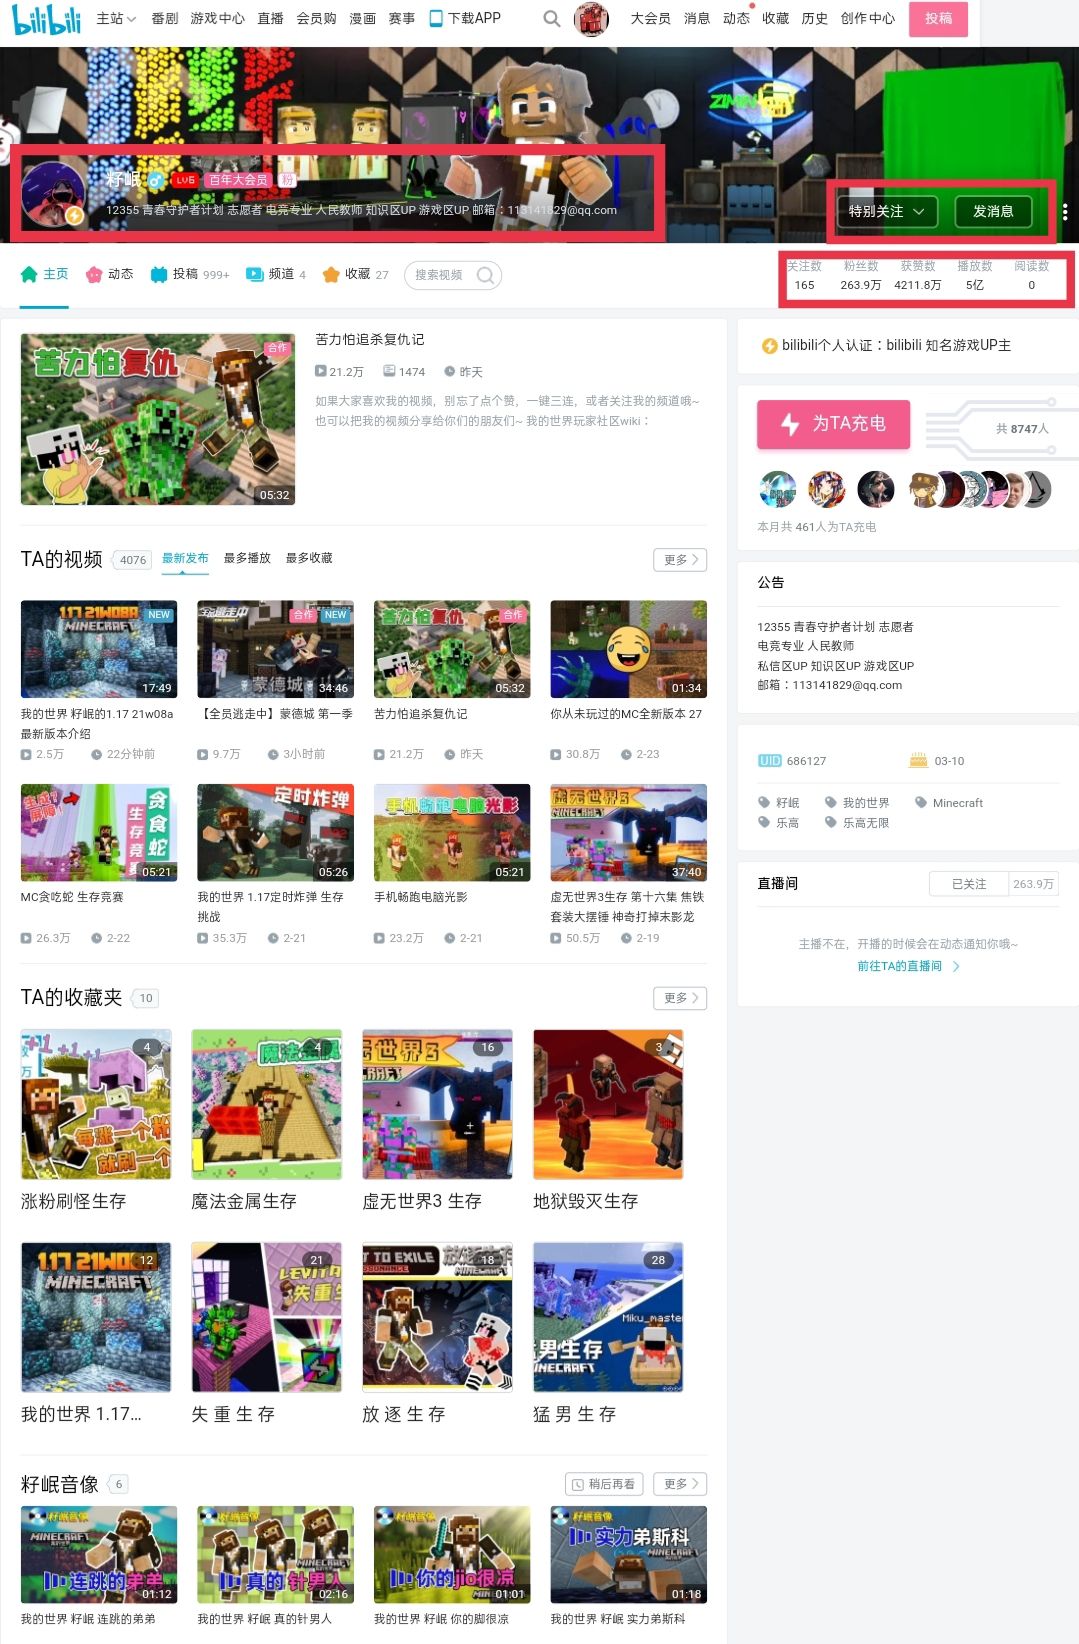 bilibili 主站 番剧 游戏中心 直播 会员购 漫画 赛事 下载APP 大会员 消息 动态 收藏 历史 创作中心 投稿
ZIMIN
籽岷 LV6 百年大会员 粉
12355 青春守护者计划 志愿者 电竞专业 人民教师 知识区UP 游戏区UP 邮箱：113141829@qq.com
特别关注 发消息
主页 动态 投稿 999+ 频道 4 收藏 27 搜索视频
关注数 粉丝数 获赞数 播放数 阅读数
165 263.9万 4211.8万 5亿 0
苦力怕复仇
合作
05:32
苦力怕追杀复仇记
21.2万 1474 昨天
如果大家喜欢我的视频，别忘了点个赞，一键三连，或者关注我的频道哦~
也可以把我的视频分享给你们的朋友们~ 我的世界玩家社区wiki：
bilibili个人认证：bilibili 知名游戏UP主
为TA充电
共 8747人
本月共 461人为TA充电
公告
12355 青春守护者计划 志愿者
电竞专业 人民教师
私信区UP 知识区UP 游戏区UP
邮箱：113141829@qq.com
UID 686127 03-10
籽岷 我的世界 Minecraft
乐高 乐高无限
直播间 已关注 263.9万
主播不在，开播的时候会在动态通知你哦~
前往TA的直播间
TA的视频 4076 最新发布 最多播放 最多收藏 更多
1.17 21W08A
MINECRAFT
NEW
17:49
全员逃走中
合作 NEW
蒙德城
34:46
苦力怕复仇
合作
05:32
01:34
我的世界 籽岷的1.17 21w08a
最新版本介绍
2.5万 22分钟前
【全员逃走中】蒙德城 第一季
9.7万 3小时前
苦力怕追杀复仇记
21.2万 昨天
你从未玩过的MC全新版本 27
30.8万 2-23
生成！
屏障！
贪食蛇
生存竞赛
05:21
定时炸弹
05:26
手机畅跑电脑光影
05:21
虚无世界3
MINECRAFT
37:40
MC贪吃蛇 生存竞赛
26.3万 2-22
我的世界 1.17定时炸弹 生存
挑战
35.3万 2-21
手机畅跑电脑光影
23.2万 2-21
虚无世界3生存 第十六集 焦铁
套装大摆锤 神奇打掉末影龙
50.5万 2-19
TA的收藏夹 10 更多
+1 +1 +1
每涨一个粉
就刷一个
4
魔法金属
4
无世界3
16
3
涨粉刷怪生存 魔法金属生存 虚无世界3 生存 地狱毁灭生存
1.17 21W08A
MINECRAFT
12
失重生
21
T TO EXILE
MINECRAFT
18
Miku_master
猛男生存
MINECRAFT
28
我的世界 1.17... 失 重 生 存 放 逐 生 存 猛 男 生 存
籽岷音像 6 稍后再看 更多
籽岷音像
MINECRAFT
连跳的弟弟
01:12
籽岷音像
MINECRAFT
真的针男人
02:16
籽岷音像
你的jio很凉
01:01
籽岷音像
实力弟斯科
MINECRAFT
01:18
我的世界 籽岷 连跳的弟弟 我的世界 籽岷 真的针男人 我的世界 籽岷 你的脚很凉 我的世界 籽岷 实力弟斯科